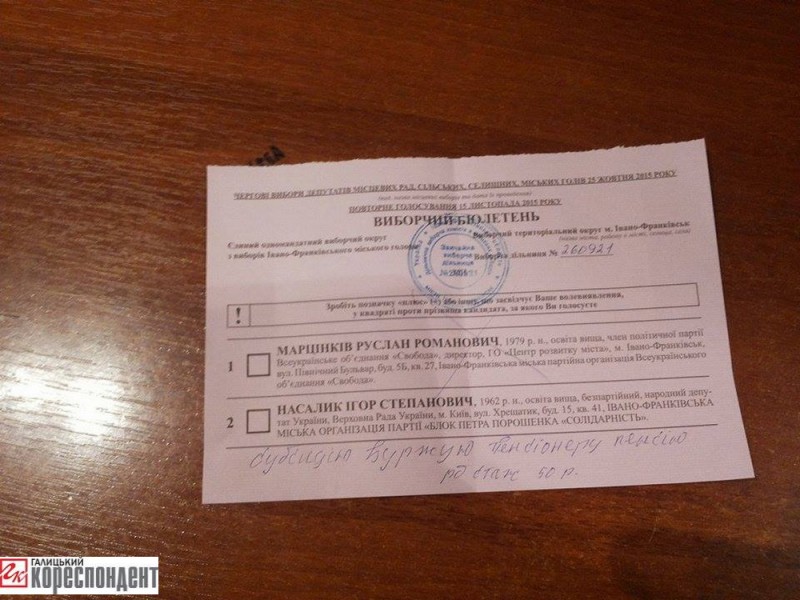 ЧЕРГОВІ ВИБОРИ ДЕПУТАТІВ МІСЦЕВИХ РАД, СІЛЬСЬКИХ, СЕЛИЩНИХ, МІСЬКИХ ГОЛІВ 25 ЖОВТНЯ 2015 РОКУ
ПОВТОРНЕ ГОЛОСУВАННЯ 15 ЛИСТОПАДА 2015 РОКУ
ВИБОРЧИЙ БЮЛЕТЕНЬ
Єдиний одномандатний виборчий округ
з виборів Івано-Франківського міського голови
Виборчий територіальний округ м. Івано-Франківськ
Виборча дільниця № 260921
Звичайна
виборча
дільниця
!
Зробіть позначку «плюс» (+) або іншу, що засвідчує Ваше волевиявлення,
у квадраті проти прізвища кандидата, за якого Ви голосуєте
1
МАРЦІНКІВ РУСЛАН РОМАНОВИЧ, 1979 р. н., освіта вища, член політичної партії
Всеукраїнське об'єднання «Свобода», директор, ГО «Центр розвитку міста», м. Івано-Франківськ,
вул. Північний Бульвар, буд. 5Б, кв. 27, Івано-Франківська міська партійна організація Всеукраїнського
об'єднання «Свобода».
2
НАСАЛИК ІГОР СТЕПАНОВИЧ, 1962 р. н., освіта вища, безпартійний, народний депу-
тат України, Верховна Рада України, м. Київ, вул. Хрещатик, буд. 15, кв. 41, ІВАНО-ФРАНКІВСЬКА
МІСЬКА ОРГАНІЗАЦІЯ ПАРТІЇ «БЛОК ПЕТРА ПОРОШЕНКА «СОЛІДАРНІСТЬ».
субсидію буржую Пенсіонеру пенсію
стаж 50 р.
ГК ГАЛИЦЬКИЙ
КОРЕСПОНДЕНТ